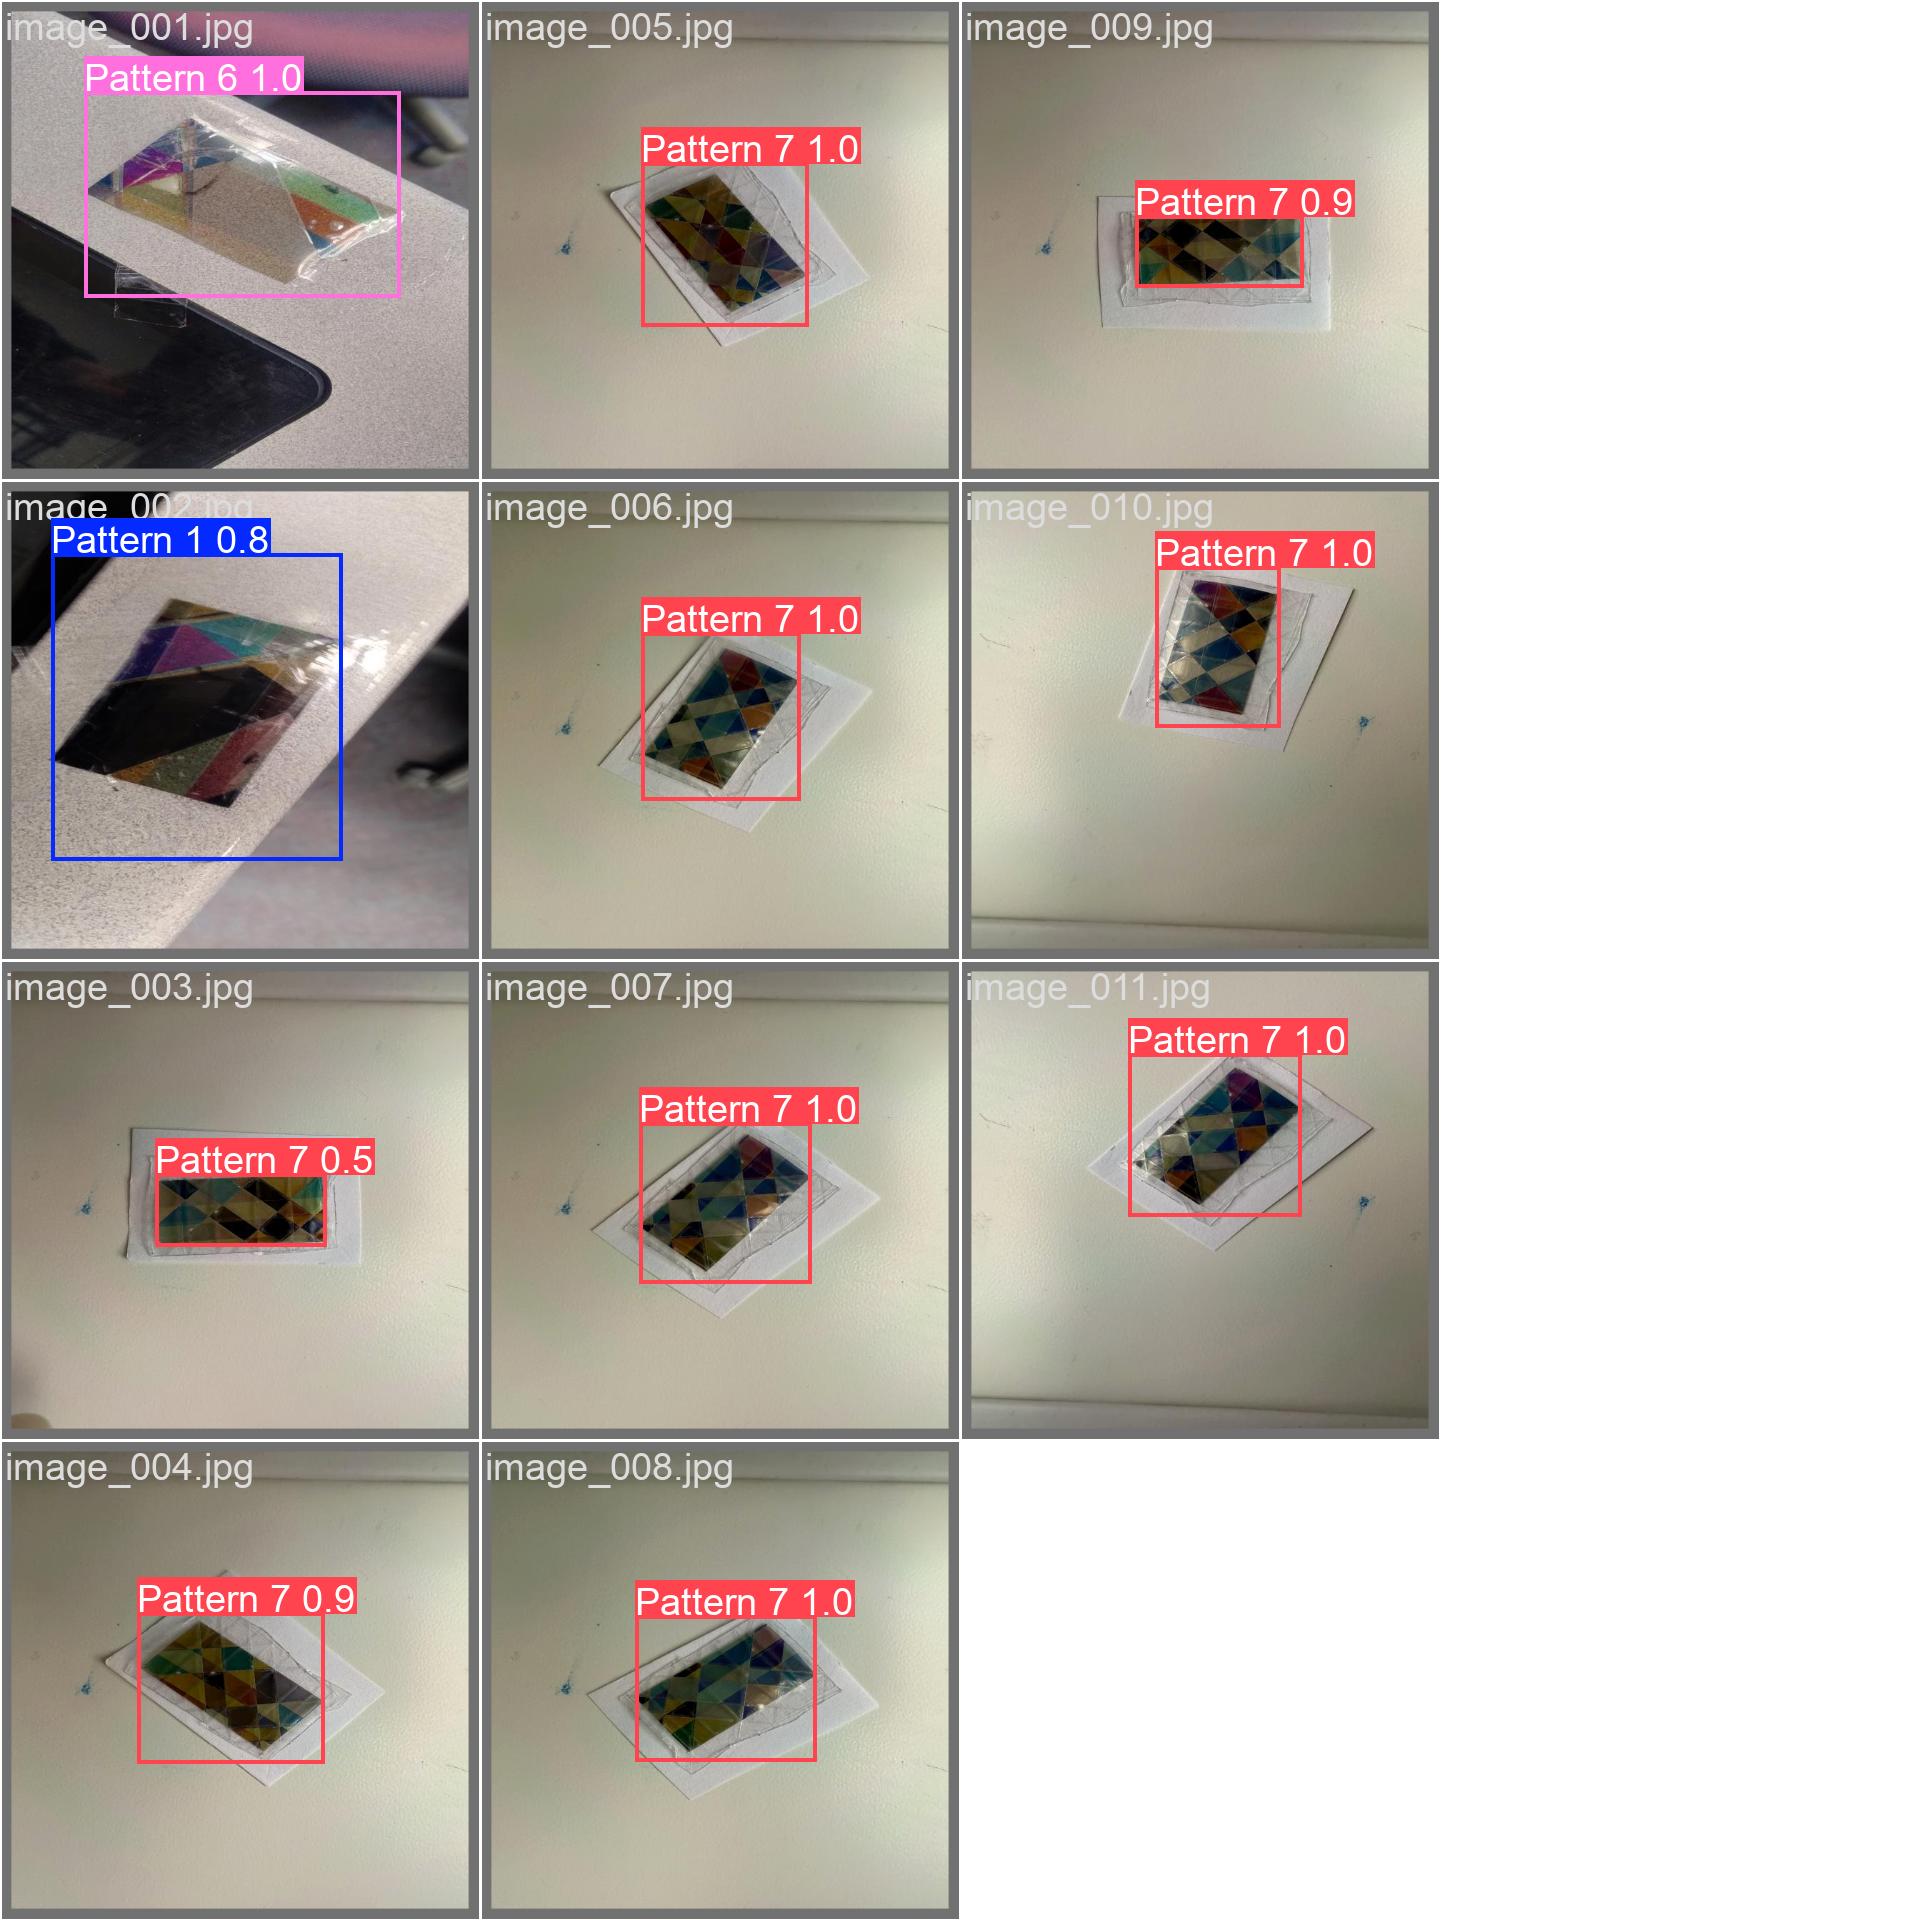 image_001.jpg
Pattern 6 1.0
image_005.jpg
Pattern 7 1.0
image_009.jpg
Pattern 7 0.9
image_002.jpg
Pattern 1 0.8
image_006.jpg
Pattern 7 1.0
image_010.jpg
Pattern 7 1.0
image_003.jpg
Pattern 7 0.5
image_007.jpg
Pattern 7 1.0
image_011.jpg
Pattern 7 1.0
image_004.jpg
Pattern 7 0.9
image_008.jpg
Pattern 7 1.0